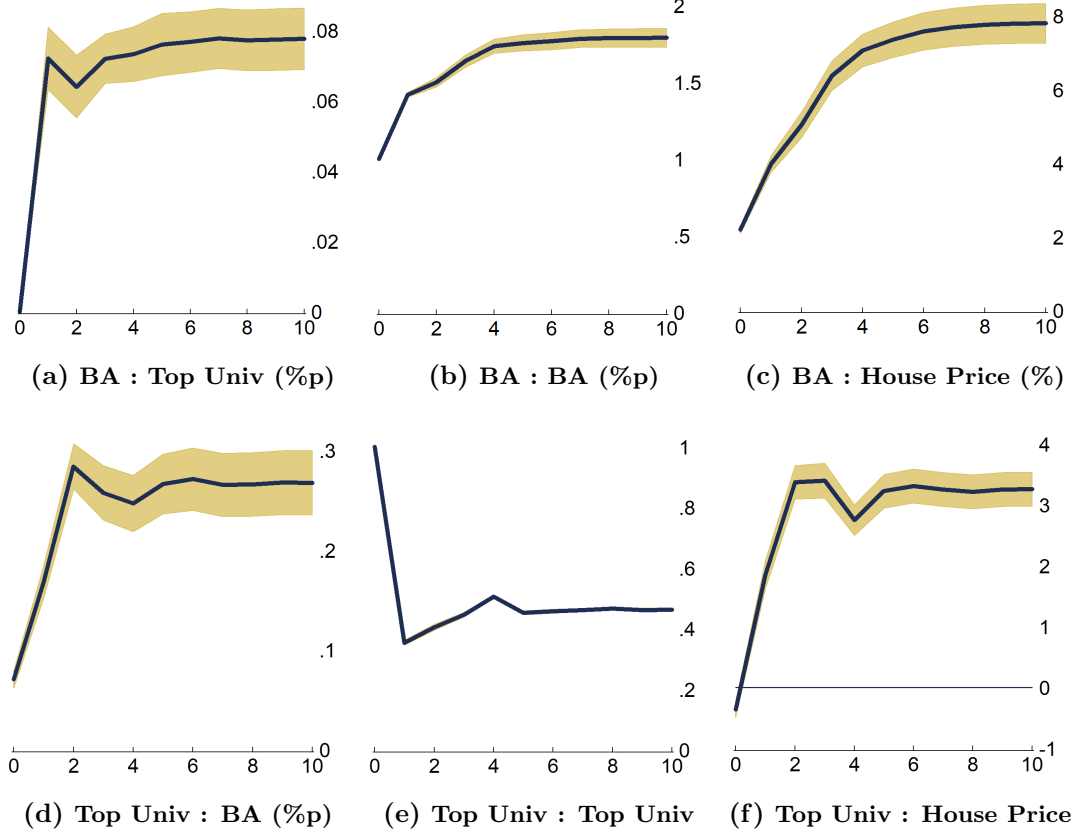 .08
.06
.04
.02
0
0 2 4 6 8 10
(a) BA : Top Univ (%p)
2
1.5
1
.5
0
0 2 4 6 8 10
(b) BA : BA (%p)
8
6
4
2
0
0 2 4 6 8 10
(c) BA : House Price (%)
.3
.2
.1
0
0 2 4 6 8 10
(d) Top Univ : BA (%p)
1
.8
.6
.4
.2
0
0 2 4 6 8 10
(e) Top Univ : Top Univ
4
3
2
1
0
-1
0 2 4 6 8 10
(f) Top Univ : House Price